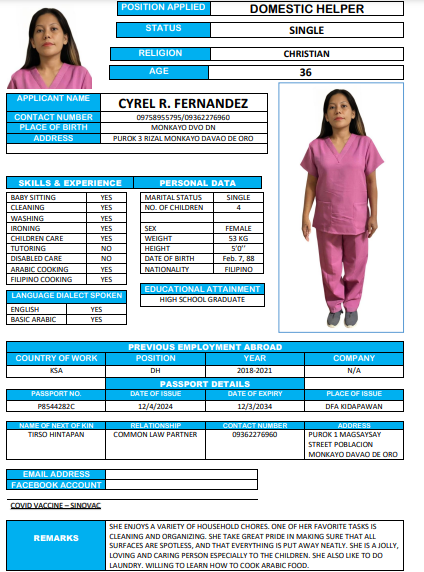 POSITION APPLIED DOMESTIC HELPER
STATUS SINGLE
RELIGION CHRISTIAN
AGE 36
APPLICANT NAME CYREL R. FERNANDEZ
CONTACT NUMBER 09758955795/09362276960
PLACE OF BIRTH MONKAYO DVO DN
ADDRESS PUROK 3 RIZAL MONKAYO DAVAO DE ORO
SKILLS & EXPERIENCE
BABY SITTING YES
CLEANING YES
WASHING YES
IRONING YES
CHILDREN CARE YES
TUTORING NO
DISABLED CARE NO
ARABIC COOKING YES
FILIPINO COOKING YES
LANGUAGE DIALECT SPOKEN
ENGLISH YES
BASIC ARABIC YES
PERSONAL DATA
MARITAL STATUS SINGLE
NO. OF CHILDREN 4
SEX FEMALE
WEIGHT 53 KG
HEIGHT 5'0''
DATE OF BIRTH Feb. 7, 88
NATIONALITY FILIPINO
EDUCATIONAL ATTAINMENT
HIGH SCHOOL GRADUATE
PREVIOUS EMPLOYMENT ABROAD
COUNTRY OF WORK POSITION YEAR COMPANY
KSA DH 2018-2021 N/A
PASSPORT DETAILS
PASSPORT NO. DATE OF ISSUE DATE OF EXPIRY PLACE OF ISSUE
P8544282C 12/4/2024 12/3/2034 DFA KIDAPAWAN
NAME OF NEXT OF KIN RELATIONSHIP CONTACT NUMBER ADDRESS
TIRSO HINTAPAN COMMON LAW PARTNER 09362276960 PUROK 1 MAGSAYSAY
STREET POBLACION
MONKAYO DAVAO DE ORO
EMAIL ADDRESS
FACEBOOK ACCOUNT
COVID VACCINE – SINOVAC
REMARKS
SHE ENJOYS A VARIETY OF HOUSEHOLD CHORES. ONE OF HER FAVORITE TASKS IS
CLEANING AND ORGANIZING. SHE TAKE GREAT PRIDE IN MAKING SURE THAT ALL
SURFACES ARE SPOTLESS, AND THAT EVERYTHING IS PUT AWAY NEATLY. SHE IS A JOLLY,
LOVING AND CARING PERSON ESPECIALLY TO THE CHILDREN. SHE ALSO LIKE TO DO
LAUNDRY. WILLING TO LEARN HOW TO COOK ARABIC FOOD.